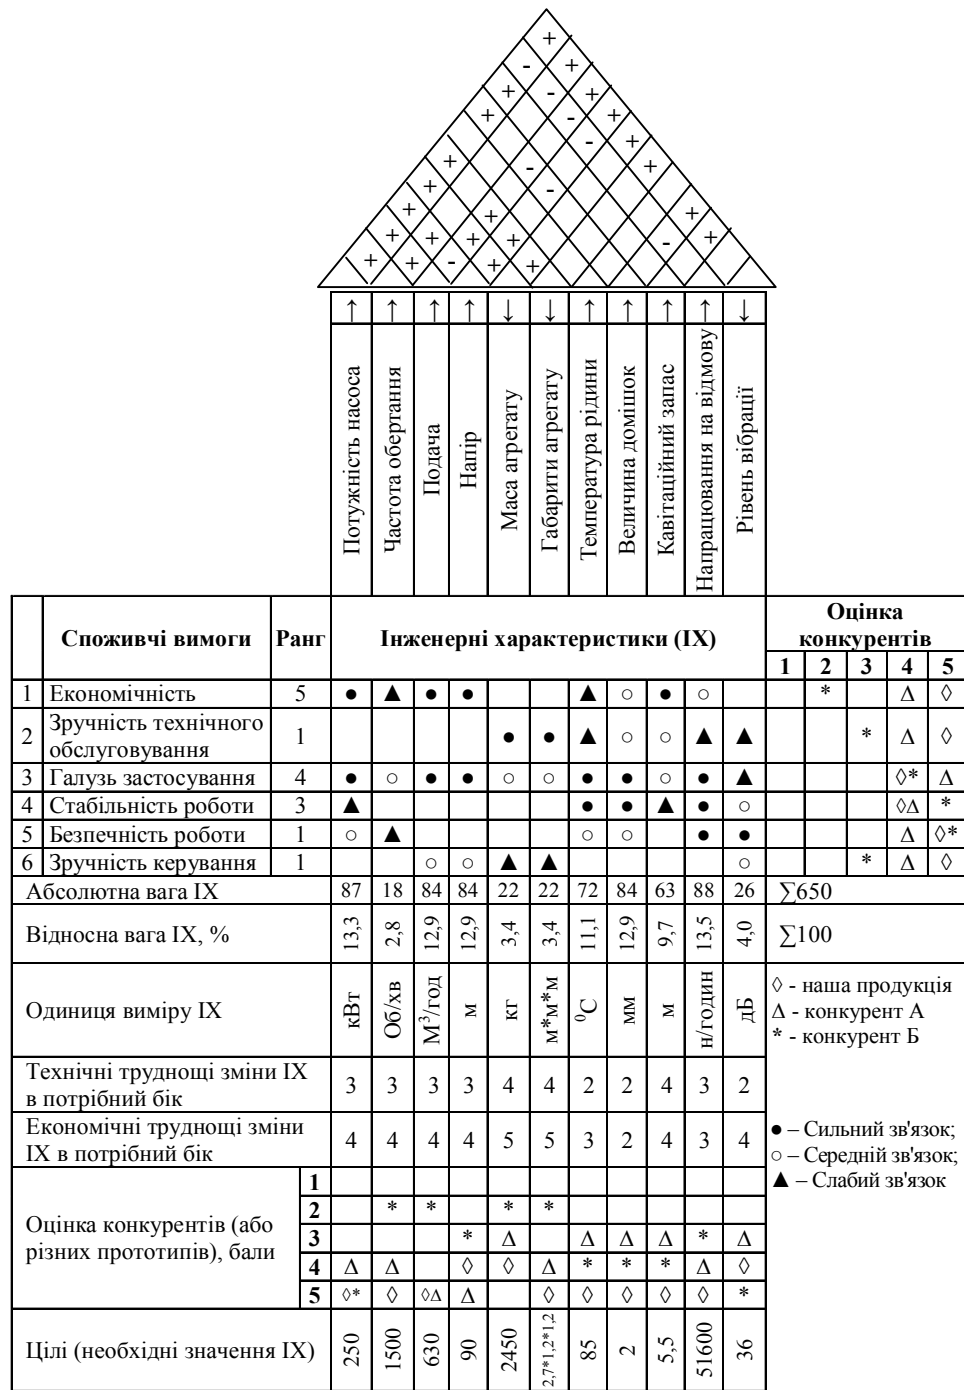 +
- +
+ - +
+ - +
+ - +
+ - +
+ -
+ + +
+ + + + - +
+ + - + +
↑ ↑ ↑ ↑ ↓ ↓ ↑ ↑ ↑ ↑ ↓
Потужність насоса
Частота обертання
Подача
Напір
Маса агрегату
Габарити агрегату
Температура рідини
Величина домішок
Кавітаційний запас
Напрацювання на відмову
Рівень вібрації
Споживчі вимоги Ранг Інженерні характеристики (ІХ) Оцінка
конкурентів
1 2 3 4 5
1 Економічність 5 ● ▲ ● ● ▲ ○ ● ○ * Δ ◊
2 Зручність технічного
обслуговування 1 ● ● ▲ ○ ○ ▲ ▲ * Δ ◊
3 Галузь застосування 4 ● ○ ● ● ○ ○ ● ● ○ ● ▲ ◊* Δ
4 Стабільність роботи 3 ▲ ● ● ▲ ● ○ ◊Δ *
5 Безпечність роботи 1 ○ ▲ ○ ○ ● ● Δ ◊*
6 Зручність керування 1 ○ ○ ▲ ▲ ○ * Δ ◊
Абсолютна вага ІХ 87 18 84 84 22 22 72 84 63 88 26 ∑650
Відносна вага ІХ, % 13,3 2,8 12,9 12,9 3,4 3,4 11,1 12,9 9,7 13,5 4,0 ∑100
Одиниця виміру ІХ кВт Об/хв М³/год м кг м*м*м ⁰С мм м н/годин дБ
◊ - наша продукція
Δ - конкурент А
* - конкурент Б
Технічні труднощі зміни ІХ
в потрібний бік 3 3 3 3 4 4 2 2 4 3 2
Економічні труднощі зміни
ІХ в потрібний бік 4 4 4 4 5 5 3 2 4 3 4
● – Сильний зв'язок;
○ – Середній зв'язок;
▲ – Слабий зв'язок
Оцінка конкурентів (або
різних прототипів), бали
1
2 * * * *
3 * Δ Δ Δ Δ * Δ
4 Δ Δ ◊ ◊ Δ * * * Δ ◊
5 ◊* ◊ ◊Δ Δ ◊ ◊ ◊ ◊ ◊ *
Цілі (необхідні значення ІХ) 250 1500 630 90 2450 2,7*1,2*1,2 85 2 5,5 51600 36